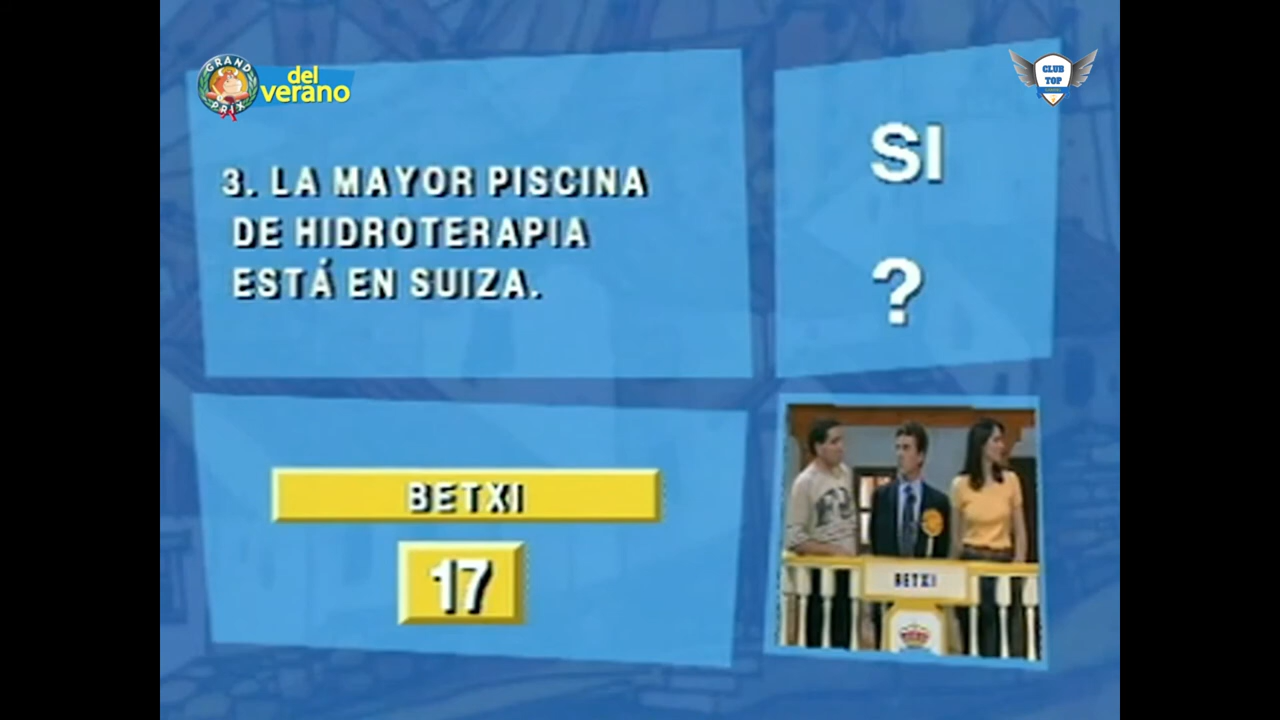 GRAND
PRIX
del
verano
CLUB
TOP
SI
3. LA MAYOR PISCINA
DE HIDROTERAPIA
ESTÁ EN SUIZA.
?
BETXI
17
BETXI